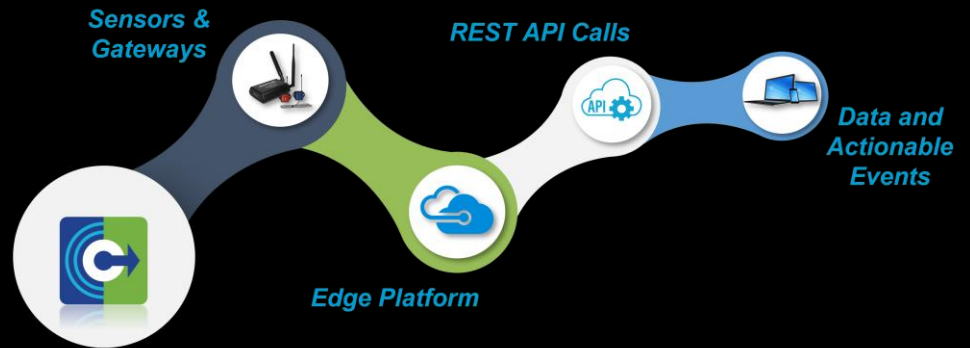 Sensors &
Gateways
REST API Calls
API
Data and
Actionable
Events
Edge Platform